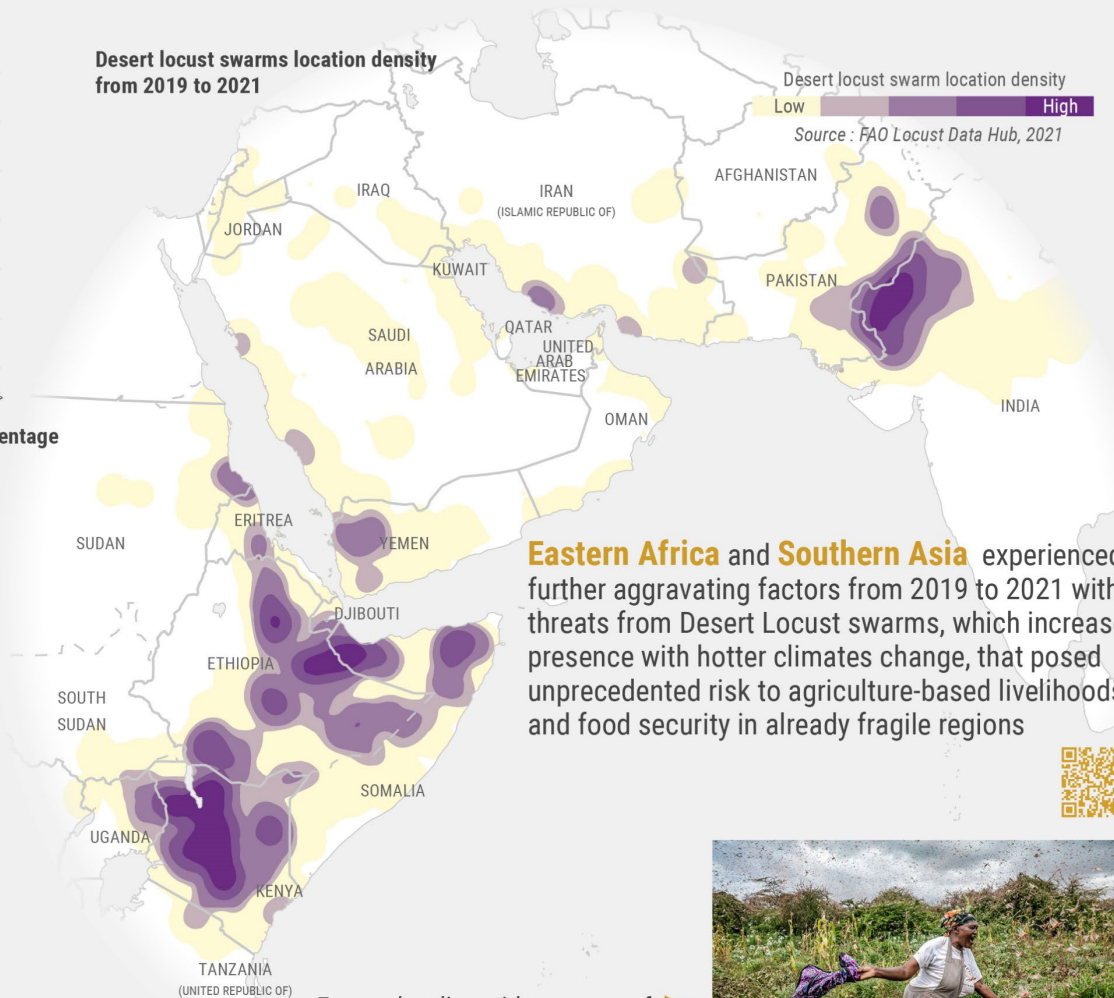 Desert locust swarms location density
from 2019 to 2021
Desert locust swarm location density
Low
High
Source : FAO Locust Data Hub, 2021
AFGHANISTAN
IRAQ
IRAN
(ISLAMIC REPUBLIC OF)
JORDAN
KUWAIT
PAKISTAN
QATAR
SAUDI
ARABIA
UNITED
ARAB
EMIRATES
INDIA
OMAN
entage
ERITREA
SUDAN
YEMEN
Eastern Africa and Southern Asia experienced
further aggravating factors from 2019 to 2021 with
threats from Desert Locust swarms, which increase
presence with hotter climates change, that posed
unprecedented risk to agriculture-based livelihoods
and food security in already fragile regions
DJIBOUTI
ETHIOPIA
SOUTH
SUDAN
SOMALIA
UGANDA
KENYA
TANZANIA
(UNITED REPUBLIC OF)